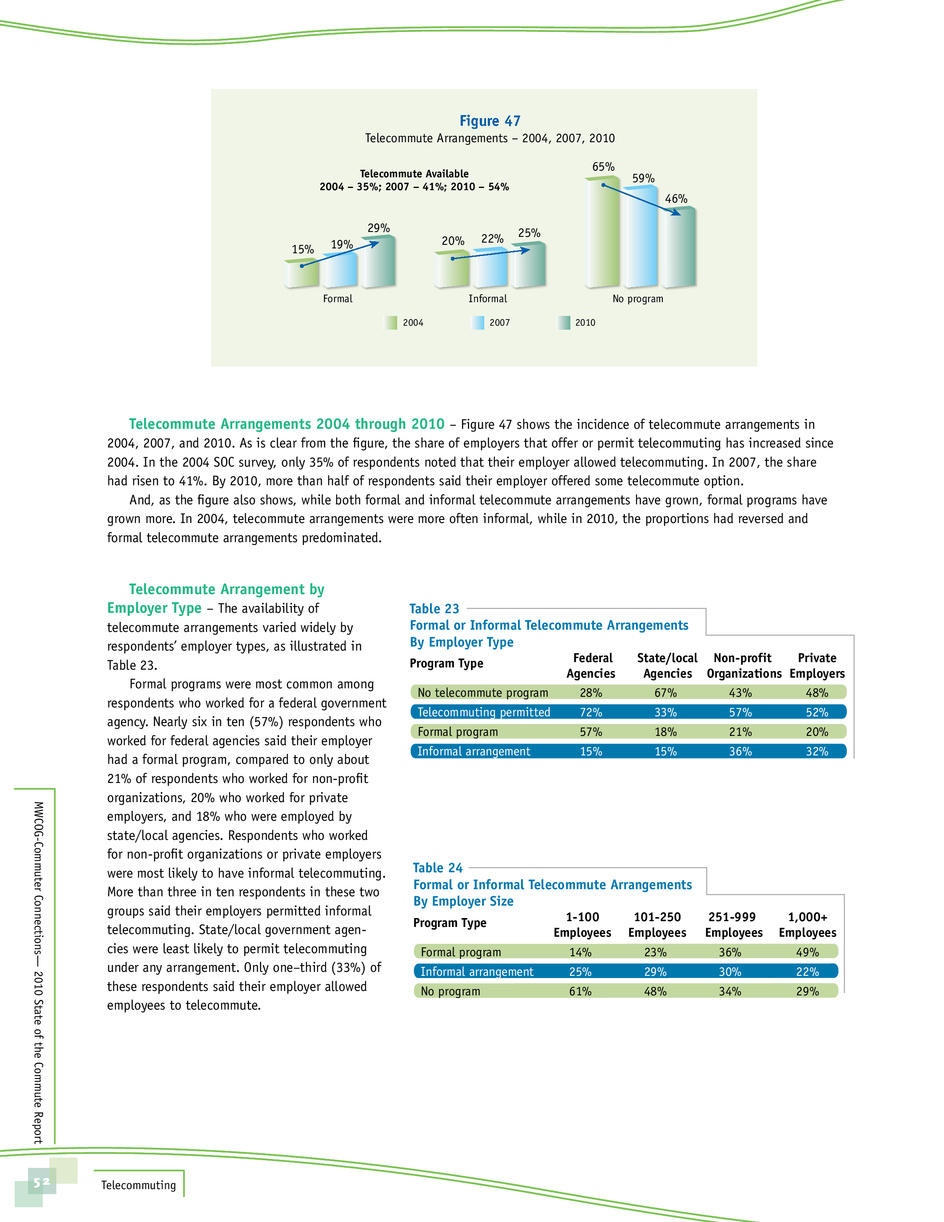 Figure 47
Telecommute Arrangements – 2004, 2007, 2010
Telecommute Available
2004 – 35%; 2007 – 41%; 2010 – 54%
15% 19% 29% 20% 22% 25% 65% 59% 46%
Formal Informal No program
2004 2007 2010
Telecommute Arrangements 2004 through 2010 – Figure 47 shows the incidence of telecommute arrangements in
2004, 2007, and 2010. As is clear from the figure, the share of employers that offer or permit telecommuting has increased since
2004. In the 2004 SOC survey, only 35% of respondents noted that their employer allowed telecommuting. In 2007, the share
had risen to 41%. By 2010, more than half of respondents said their employer offered some telecommute option.
And, as the figure also shows, while both formal and informal telecommute arrangements have grown, formal programs have
grown more. In 2004, telecommute arrangements were more often informal, while in 2010, the proportions had reversed and
formal telecommute arrangements predominated.
Telecommute Arrangement by
Employer Type – The availability of
telecommute arrangements varied widely by
respondents' employer types, as illustrated in
Table 23.
Formal programs were most common among
respondents who worked for a federal government
agency. Nearly six in ten (57%) respondents who
worked for federal agencies said their employer
had a formal program, compared to only about
21% of respondents who worked for non-profit
organizations, 20% who worked for private
employers, and 18% who were employed by
state/local agencies. Respondents who worked
for non-profit organizations or private employers
were most likely to have informal telecommuting.
More than three in ten respondents in these two
groups said their employers permitted informal
telecommuting. State/local government agen-
cies were least likely to permit telecommuting
under any arrangement. Only one–third (33%) of
these respondents said their employer allowed
employees to telecommute.
Table 23
Formal or Informal Telecommute Arrangements
By Employer Type
Program Type Federal Agencies State/local Agencies Non-profit Organizations Private Employers
No telecommute program 28% 67% 43% 48%
Telecommuting permitted 72% 33% 57% 52%
Formal program 57% 18% 21% 20%
Informal arrangement 15% 15% 36% 32%
Table 24
Formal or Informal Telecommute Arrangements
By Employer Size
Program Type 1-100 Employees 101-250 Employees 251-999 Employees 1,000+ Employees
Formal program 14% 23% 36% 49%
Informal arrangement 25% 29% 30% 22%
No program 61% 48% 34% 29%
MWCOG-Commuter Connections— 2010 State of the Commute Report
52
Telecommuting